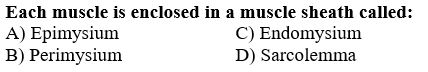 Each muscle is enclosed in a muscle sheath called:
A) Epimysium C) Endomysium
B) Perimysium D) Sarcolemma